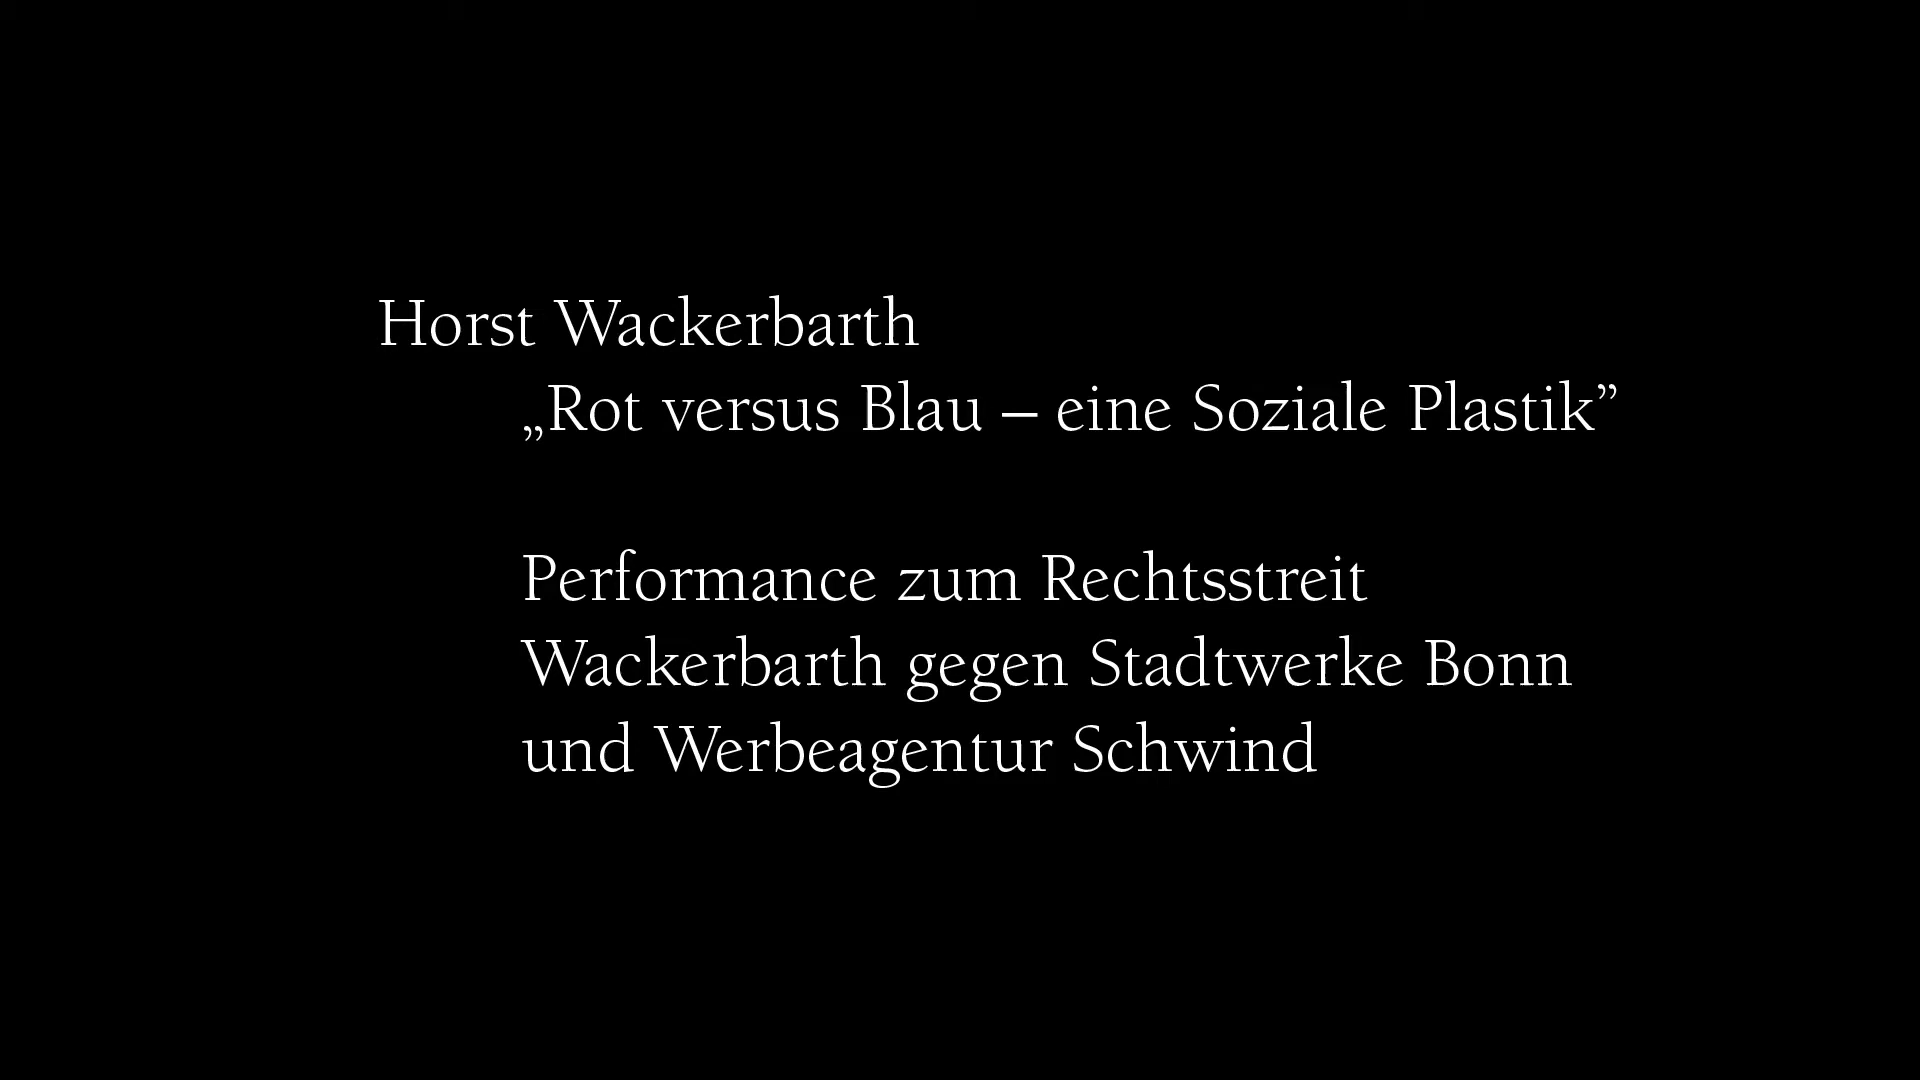 Horst Wackerbarth
„Rot versus Blau – eine Soziale Plastik”
Performance zum Rechtsstreit
Wackerbarth gegen Stadtwerke Bonn
und Werbeagentur Schwind